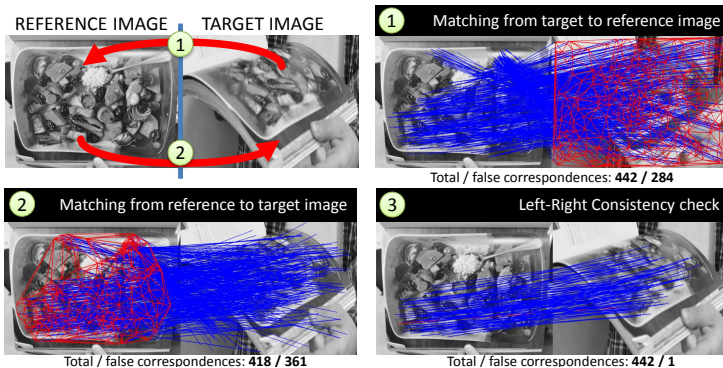 REFERENCE IMAGE
TARGET IMAGE
1
2
1
Matching from target to reference image
Total / false correspondences: 442 / 284
2
Matching from reference to target image
Total / false correspondences: 418 / 361
3
Left-Right Consistency check
Total / false correspondences: 442 / 1